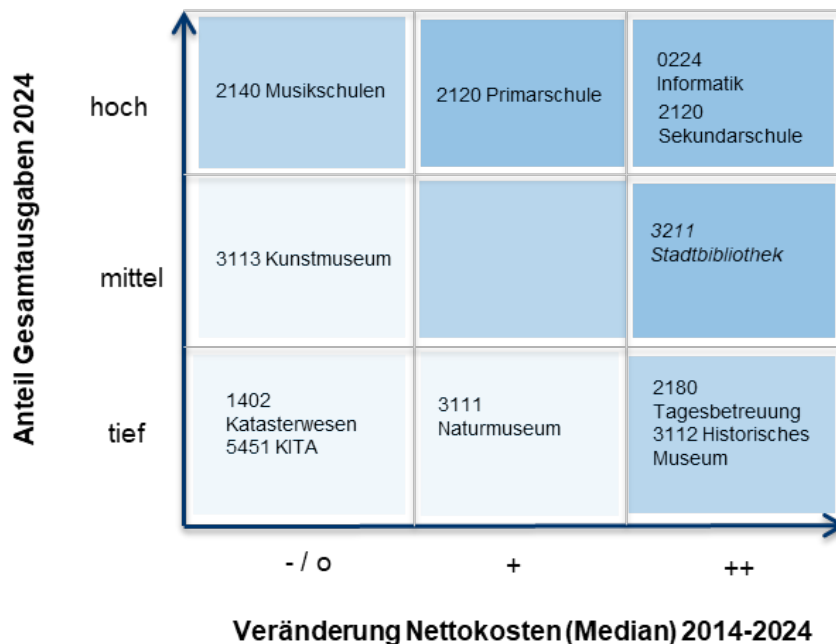 Anteil Gesamtausgaben 2024
hoch
2140 Musikschulen
2120 Primarschule
0224
Informatik
2120
Sekundarschule
mittel
3113 Kunstmuseum
3211
Stadtbibliothek
tief
1402
Katasterwesen
5451 KITA
3111
Naturmuseum
2180
Tagesbetreuung
3112 Historisches
Museum
- / o
+
++
Veränderung Nettokosten (Median) 2014-2024